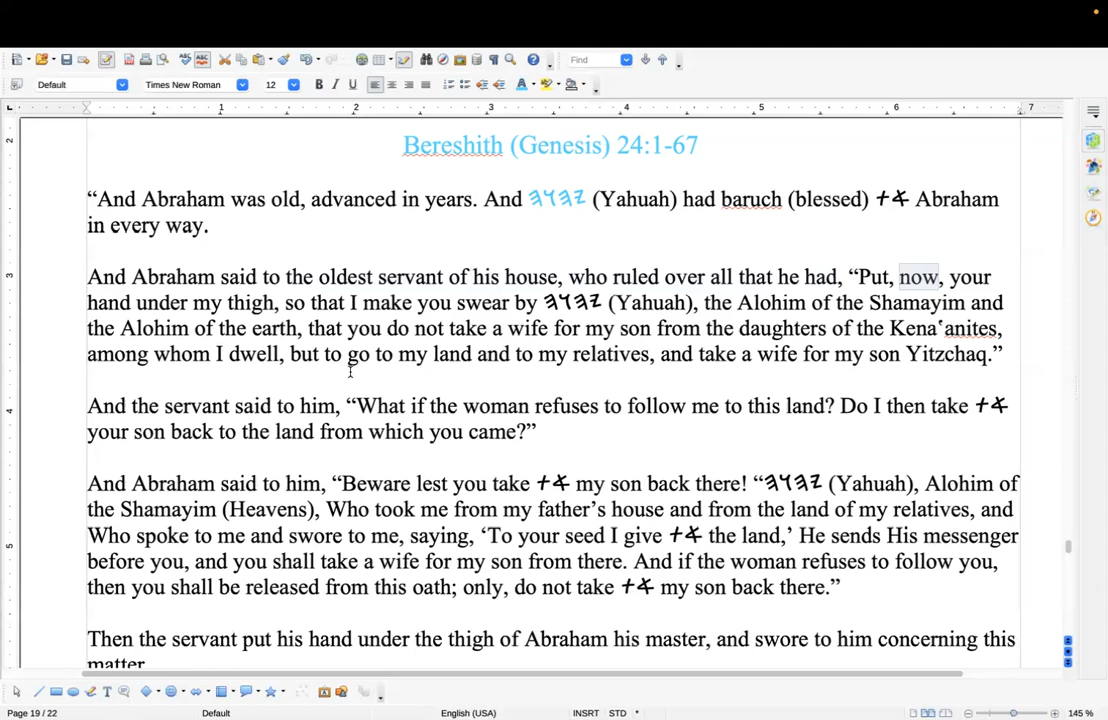 Default
Times New Roman
12
Find
1 2 3 4 5 6 7
Bereshith (Genesis) 24:1-67
“And Abraham was old, advanced in years. And 𐤉𐤄𐤅𐤄 (Yahuah) had baruch (blessed) 𐤀𐤕 Abraham
in every way.
And Abraham said to the oldest servant of his house, who ruled over all that he had, “Put, now, your
hand under my thigh, so that I make you swear by 𐤉𐤄𐤅𐤄 (Yahuah), the Alohim of the Shamayim and
the Alohim of the earth, that you do not take a wife for my son from the daughters of the Kenaʽanites,
among whom I dwell, but to go to my land and to my relatives, and take a wife for my son Yitzchaq.”
And the servant said to him, “What if the woman refuses to follow me to this land? Do I then take 𐤀𐤕
your son back to the land from which you came?”
And Abraham said to him, “Beware lest you take 𐤀𐤕 my son back there! “𐤉𐤄𐤅𐤄 (Yahuah), Alohim of
the Shamayim (Heavens), Who took me from my father’s house and from the land of my relatives, and
Who spoke to me and swore to me, saying, ‘To your seed I give 𐤀𐤕 the land,’ He sends His messenger
before you, and you shall take a wife for my son from there. And if the woman refuses to follow you,
then you shall be released from this oath; only, do not take 𐤀𐤕 my son back there.”
Then the servant put his hand under the thigh of Abraham his master, and swore to him concerning this
matter.
Page 19 / 22
Default
English (USA)
INSRT
STD
*
145 %